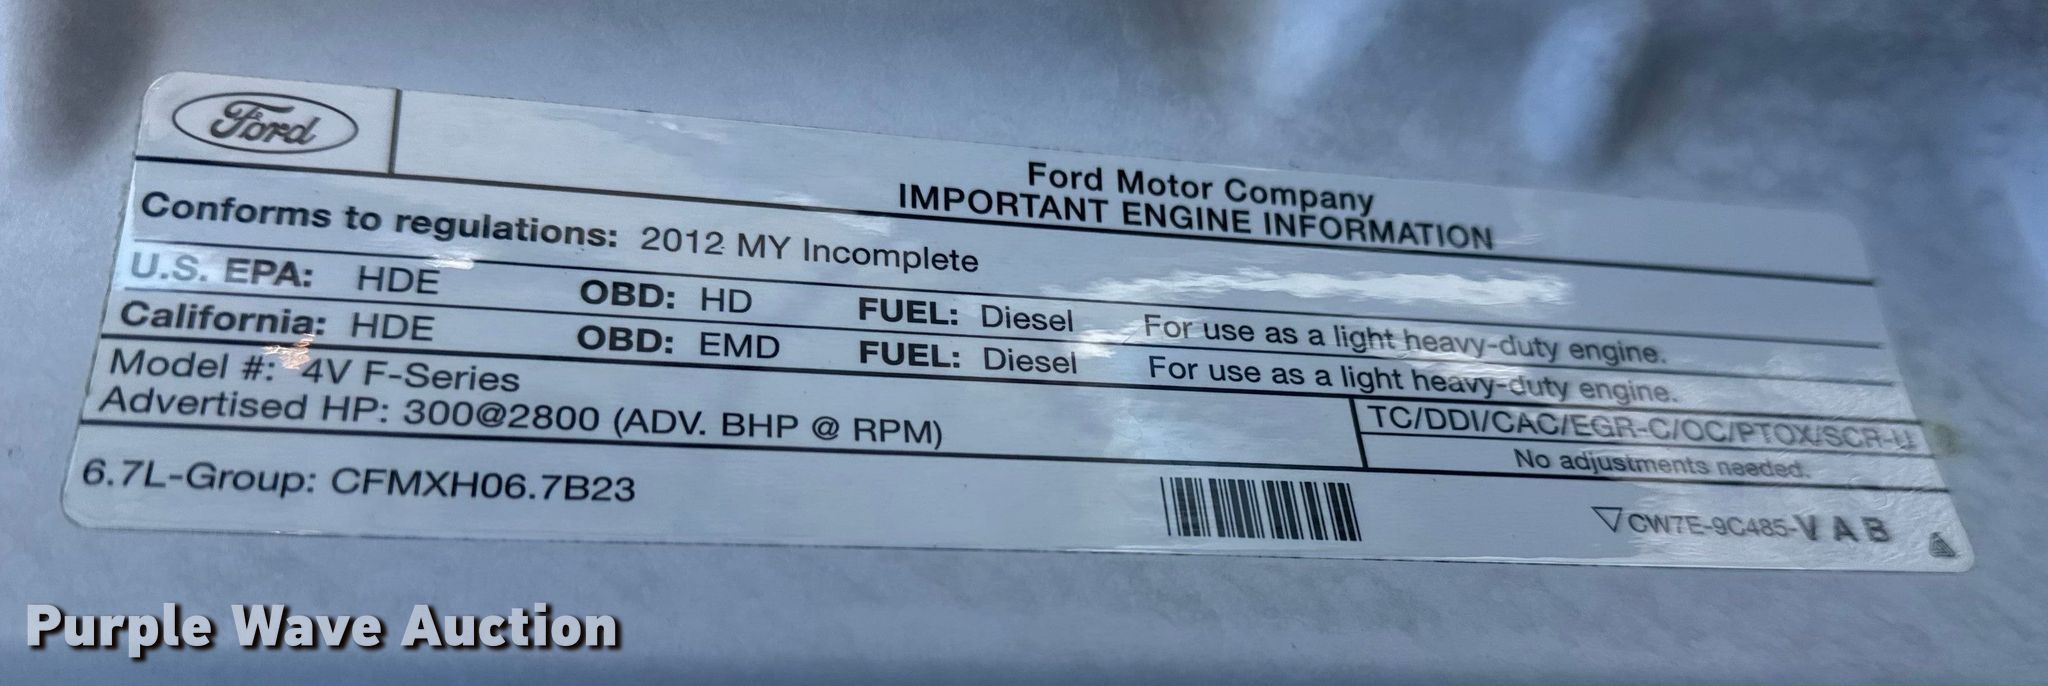 Ford
Ford Motor Company
IMPORTANT ENGINE INFORMATION
Conforms to regulations: 2012 MY Incomplete
U.S. EPA: HDE OBD: HD FUEL: Diesel For use as a light heavy-duty engine.
California: HDE OBD: EMD FUEL: Diesel For use as a light heavy-duty engine.
Model #: 4V F-Series
Advertised HP: 300@2800 (ADV. BHP @ RPM)
TC/DDI/CAC/EGR-C/OC/PTOX/SCR-U
No adjustments needed.
6.7L-Group: CFMXH06.7B23
CW7E-9C485-VAB
Purple Wave Auction